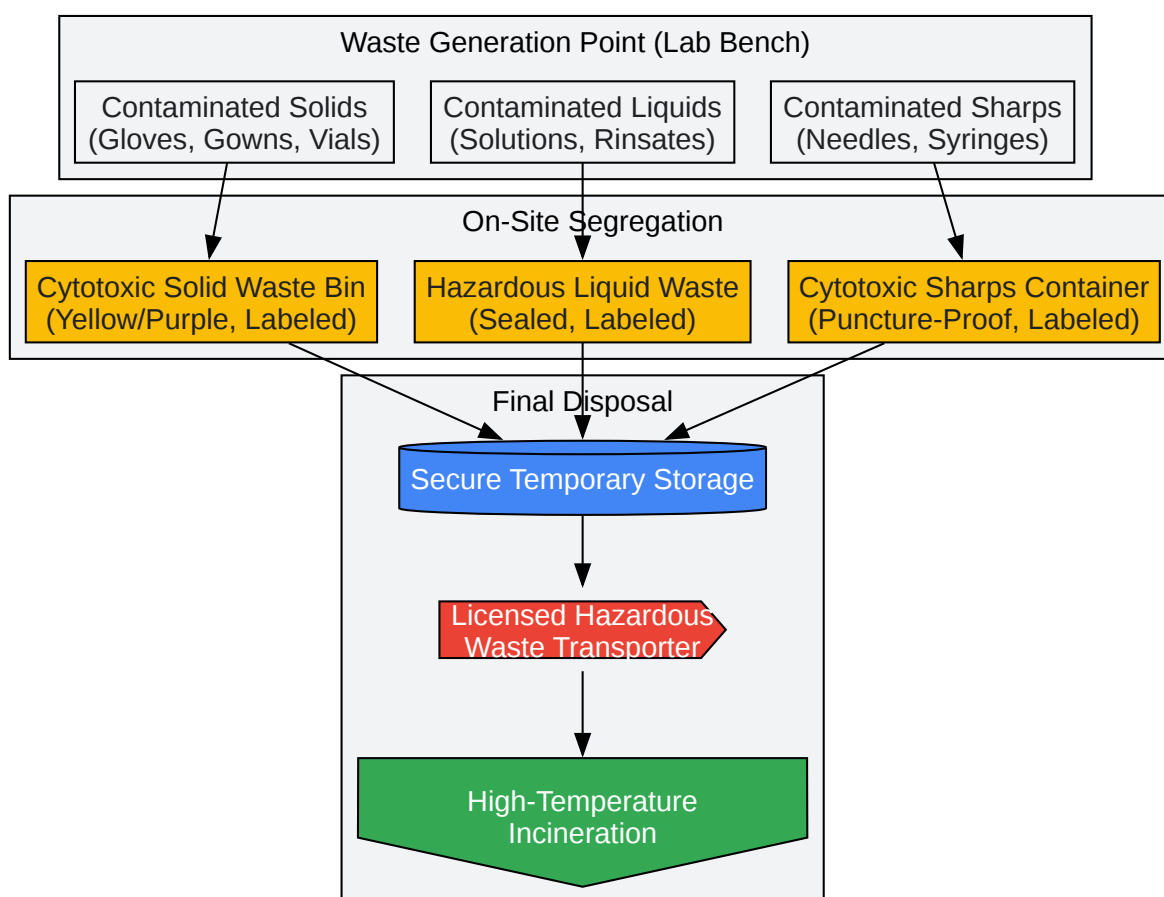 Waste Generation Point (Lab Bench)
Contaminated Solids
(Gloves, Gowns, Vials)
Contaminated Liquids
(Solutions, Rinsates)
Contaminated Sharps
(Needles, Syringes)
On-Site Segregation
Cytotoxic Solid Waste Bin
(Yellow/Purple, Labeled)
Hazardous Liquid Waste
(Sealed, Labeled)
Cytotoxic Sharps Container
(Puncture-Proof, Labeled)
Final Disposal
Secure Temporary Storage
Licensed Hazardous
Waste Transporter
High-Temperature
Incineration